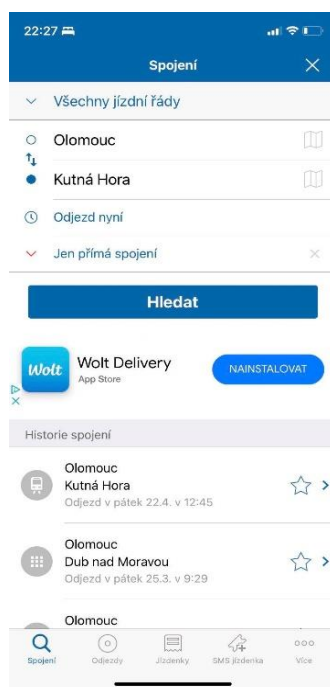 22:27
Spojení
Všechny jízdní řády
Olomouc
Kutná Hora
Odjezd nyní
Jen přímá spojení
Hledat
Wolt
Wolt Delivery
App Store
NAINSTALOVAT
Historie spojení
Olomouc
Kutná Hora
Odjezd v pátek 22.4. v 12:45
Olomouc
Dub nad Moravou
Odjezd v pátek 25.3. v 9:29
Olomouc
Spojení Odjezdy Jízdenky SMS jízdenka Více